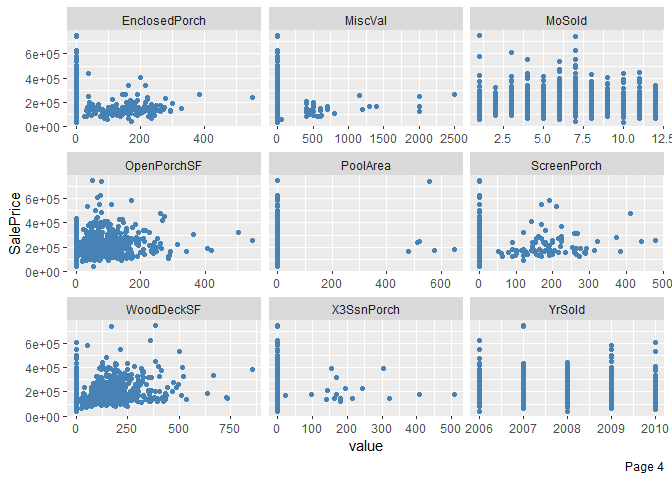 EnclosedPorch MiscVal MoSold
6e+05
4e+05
2e+05
0e+00
0 200 400 0 500 1000 1500 2000 2500 2.5 5.0 7.5 10.0 12.5
OpenPorchSF PoolArea ScreenPorch
6e+05
4e+05
2e+05
0e+00
0 200 400 600 800 0 200 400 600 0 100 200 300 400 500
WoodDeckSF X3SsnPorch YrSold
6e+05
4e+05
2e+05
0e+00
0 250 500 750 0 100 200 300 400 500 2006 2007 2008 2009 2010
SalePrice
value
Page 4